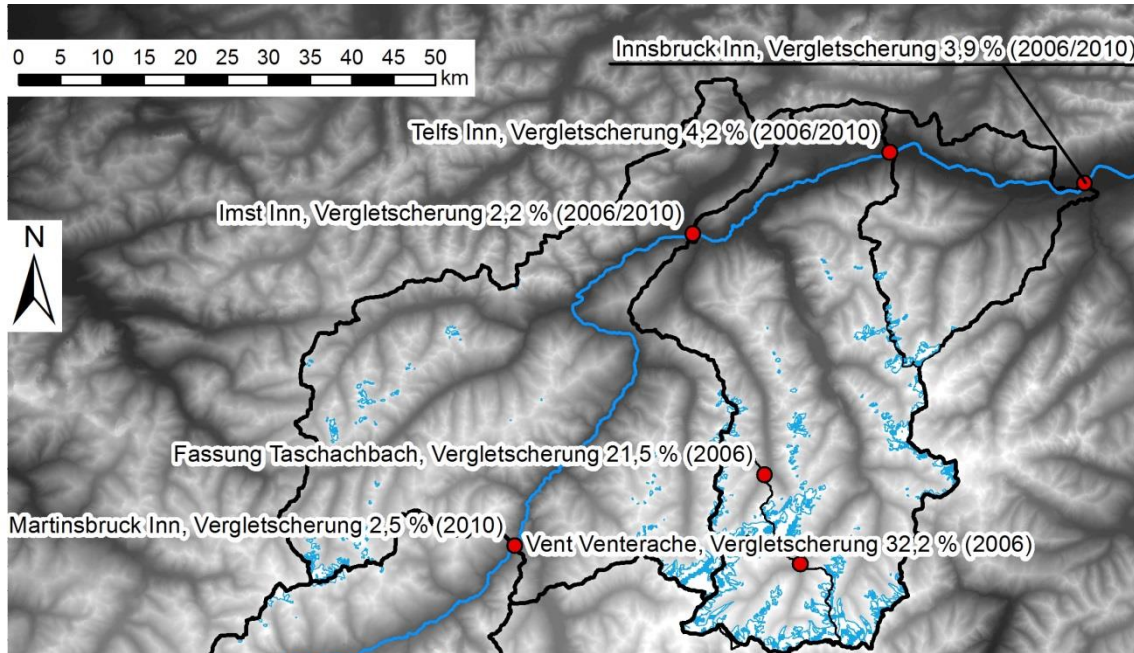 Innsbruck Inn, Vergletscherung 3,9 % (2006/2010)
0 5 10 15 20 25 30 35 40 45 50
km
Telfs Inn, Vergletscherung 4,2 % (2006/2010)
Imst Inn, Vergletscherung 2,2 % (2006/2010)
N
Fassung Taschachbach, Vergletscherung 21,5 % (2006)
Martinsbruck Inn, Vergletscherung 2,5 % (2010)
Vent Venterache, Vergletscherung 32,2 % (2006)